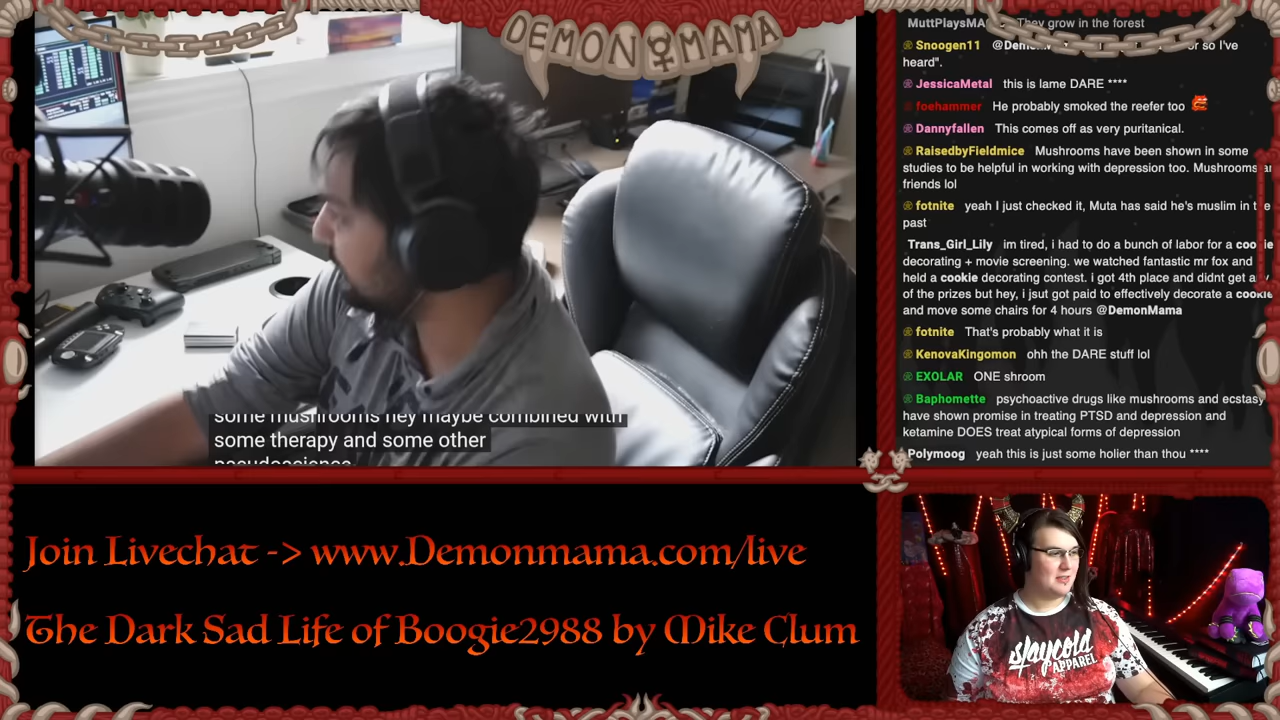 DEMON MAMA
some mushrooms hey maybe combined with
some therapy and some other
pseudoscience
MuttPlaysMA They grow in the forest
Snoogen11 @Dem or so I've
heard".
JessicaMetal this is lame DARE ****
foehammer He probably smoked the reefer too
Dannyfallen This comes off as very puritanical.
RaisedbyFieldmice Mushrooms have been shown in some
studies to be helpful in working with depression too. Mushrooms
friends lol
fotnite yeah I just checked it, Muta has said he's muslim in the
past
Trans_Girl_Lily im tired, i had to do a bunch of labor for a cookie
decorating + movie screening. we watched fantastic mr fox and
held a cookie decorating contest. i got 4th place and didnt get any
of the prizes but hey, i jsut got paid to effectively decorate a cookie
and move some chairs for 4 hours @DemonMama
fotnite That's probably what it is
KenovaKingomon ohh the DARE stuff lol
EXOLAR ONE shroom
Baphomette psychoactive drugs like mushrooms and ecstasy
have shown promise in treating PTSD and depression and
ketamine DOES treat atypical forms of depression
Polymoog yeah this is just some holier than thou ****
Join Livechat -> www.Demonmama.com/live
The Dark Sad Life of Boogie2988 by Mike Clum
slaycold
APPAREL